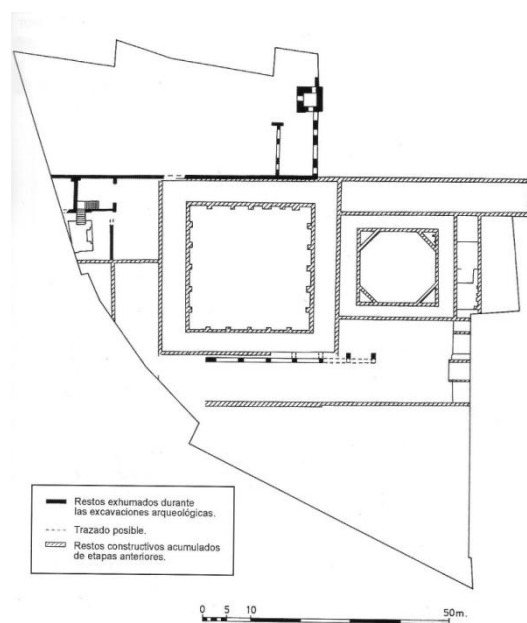 Restos exhumados durante
las excavaciones arqueológicas.
Trazado posible.
Restos constructivos acumulados
de etapas anteriores.
0 5 10 50m.